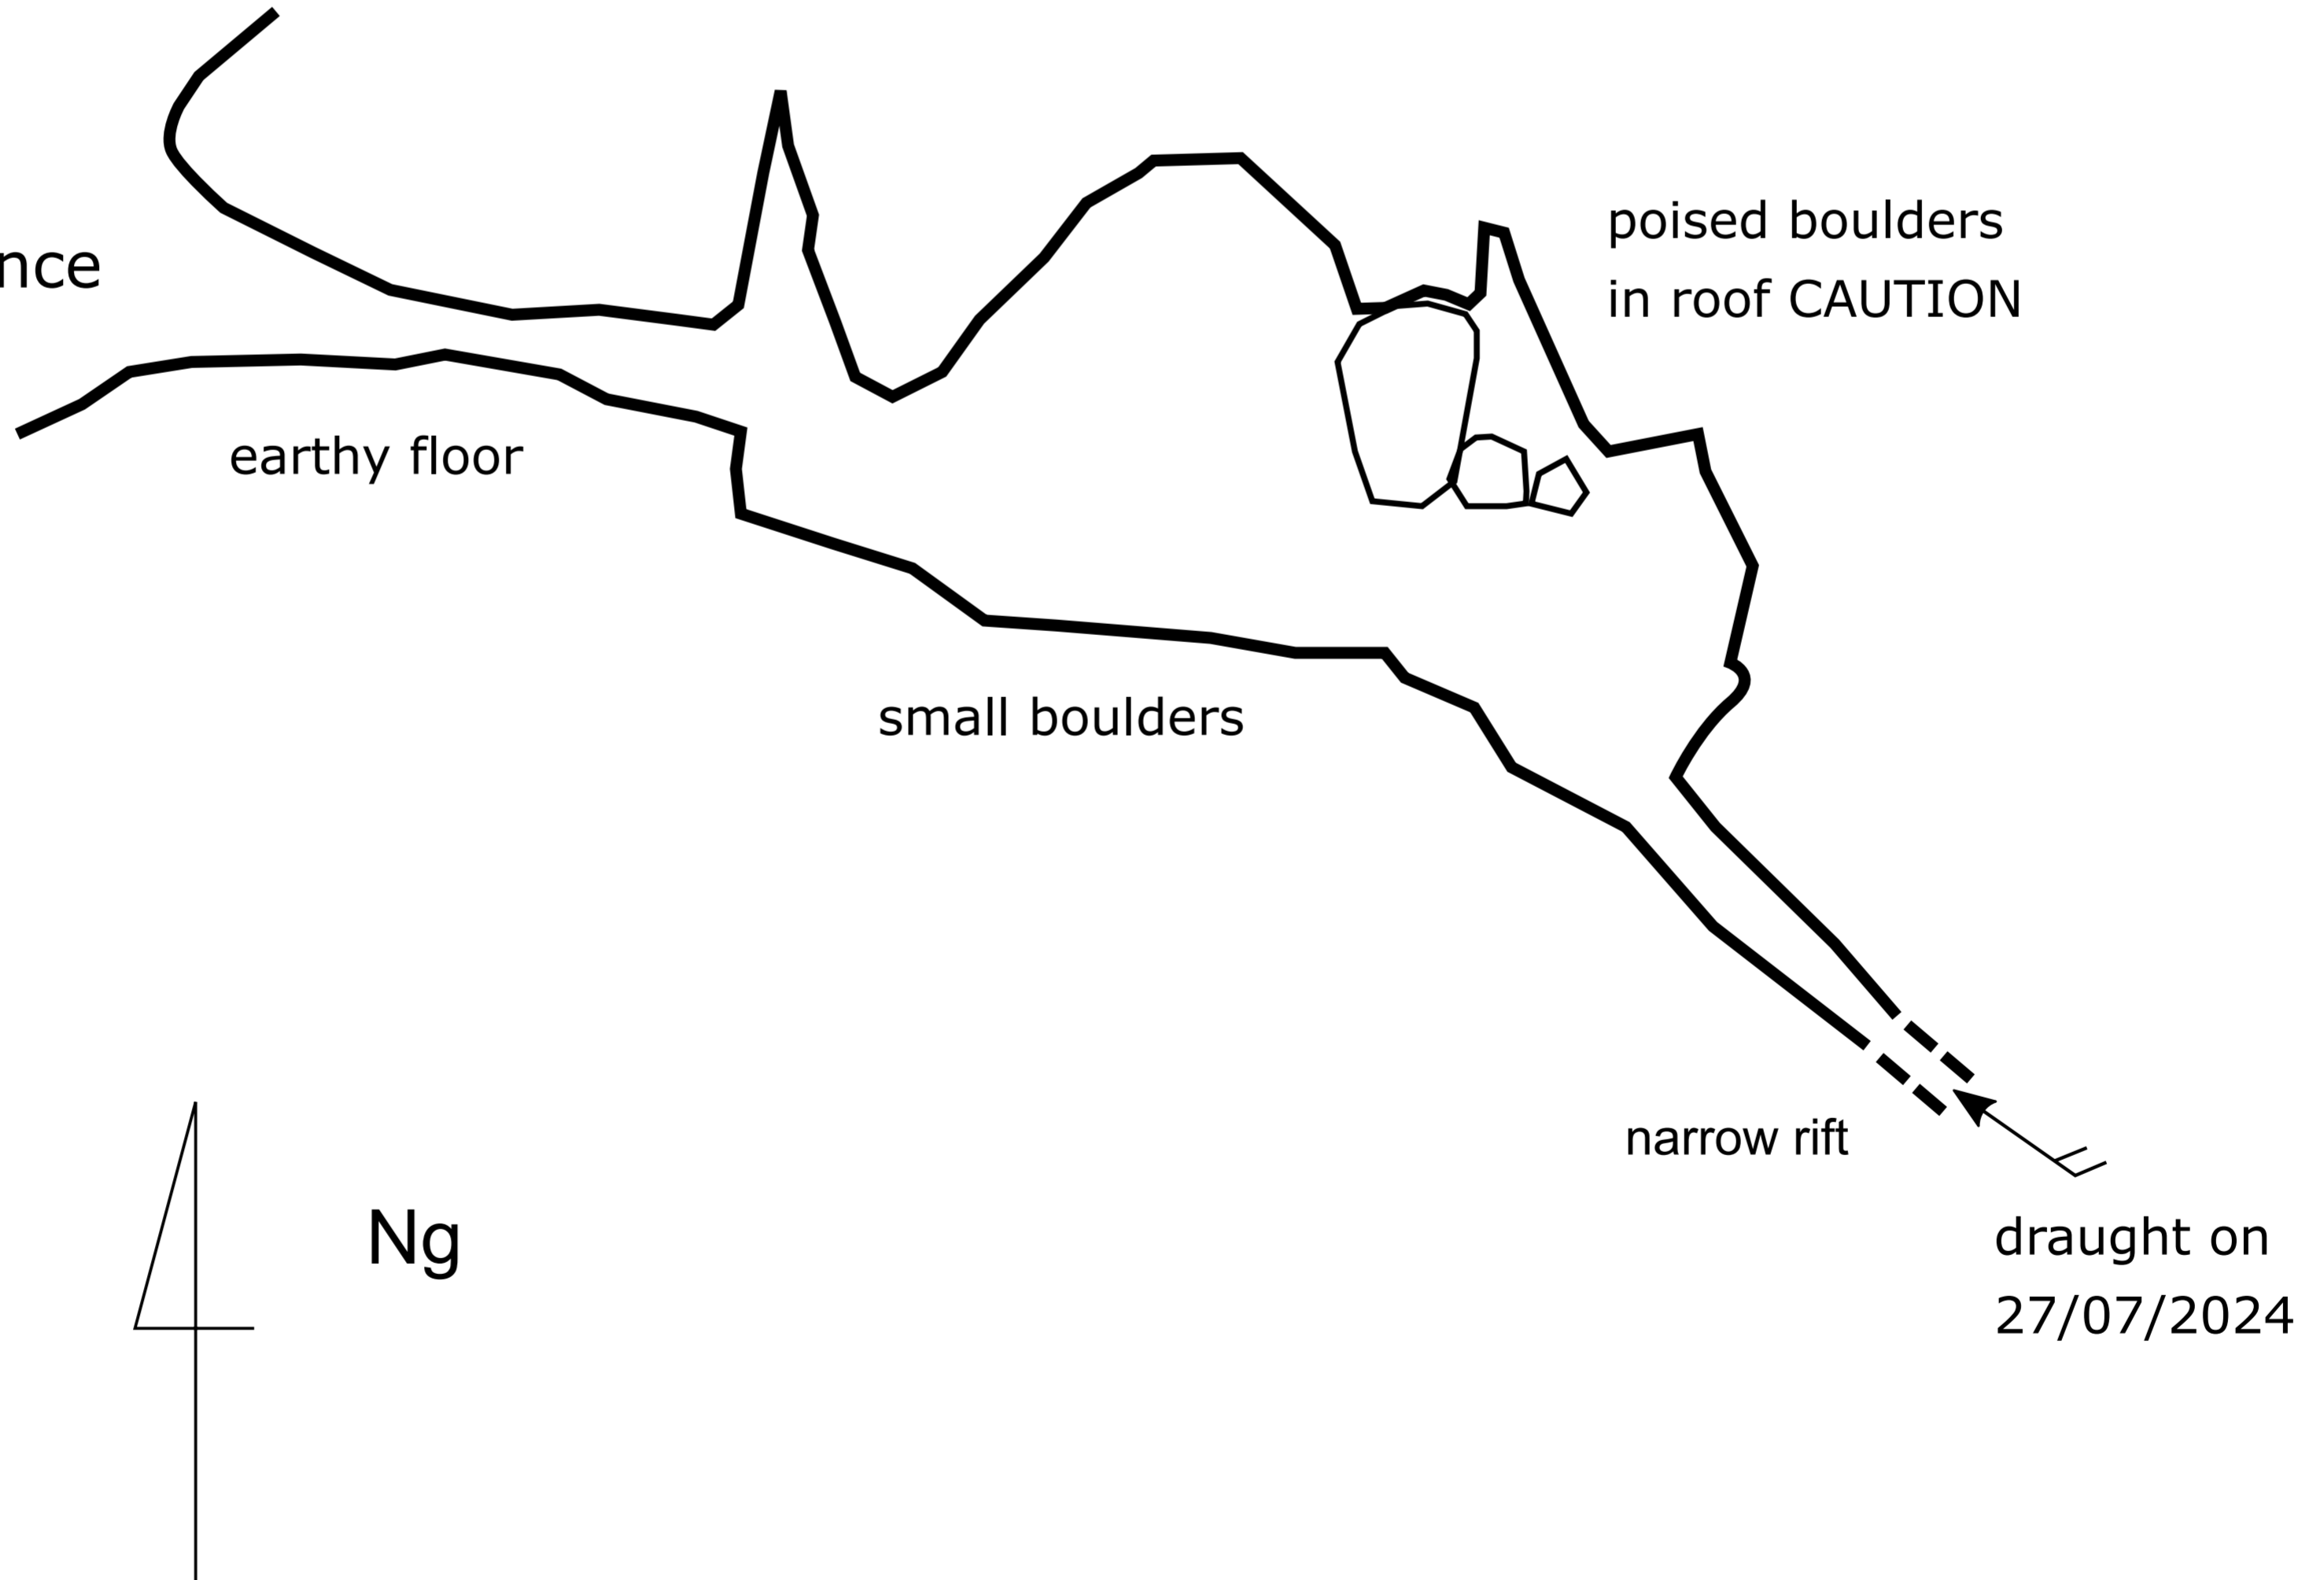 poised boulders
nce
in roof CAUTION
earthy floor
small boulders
narrow rift
Ng
draught on
27/07/2024